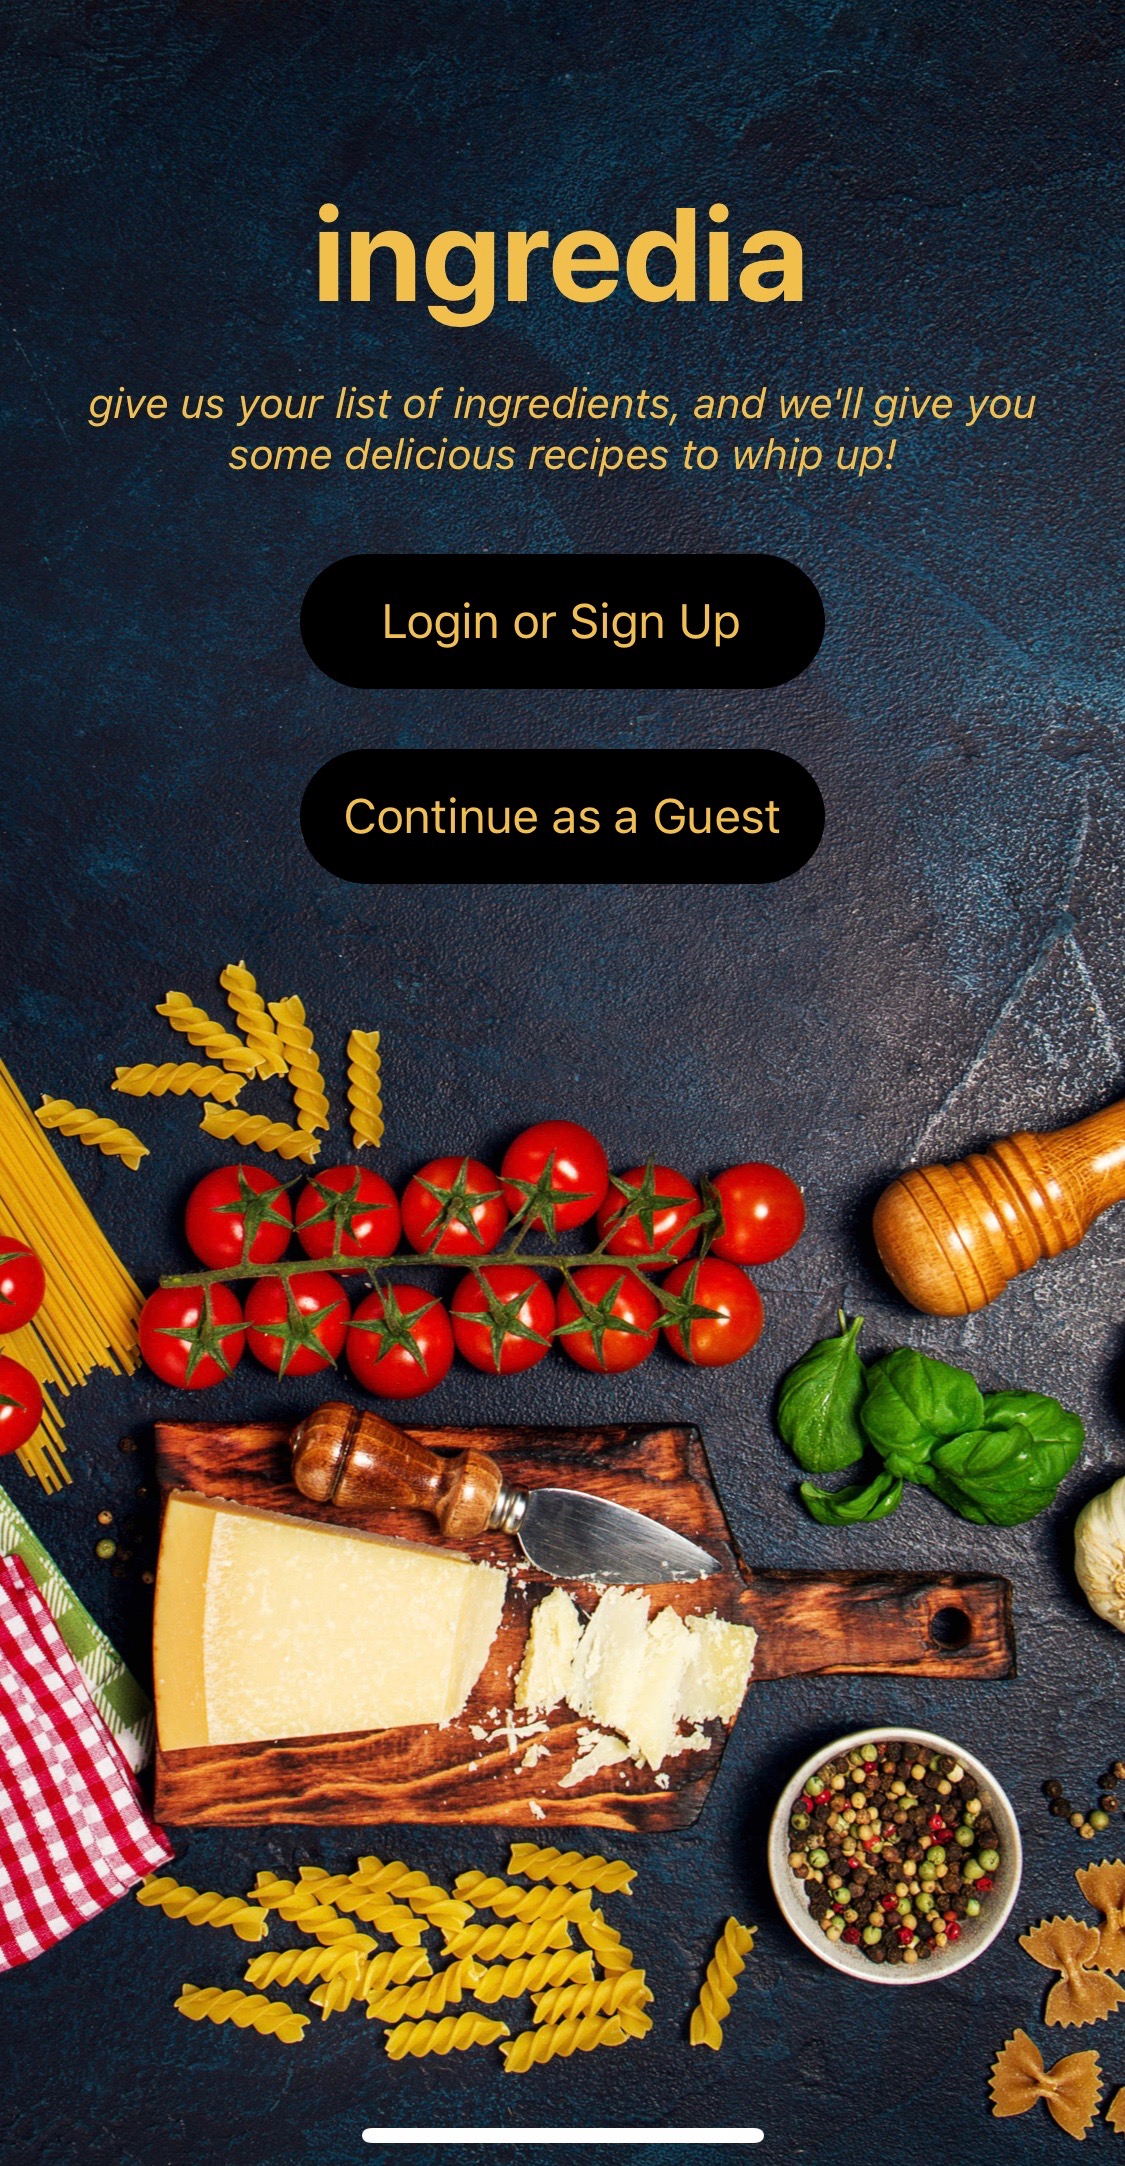 ingredia
give us your list of ingredients, and we'll give you
some delicious recipes to whip up!
Login or Sign Up
Continue as a Guest